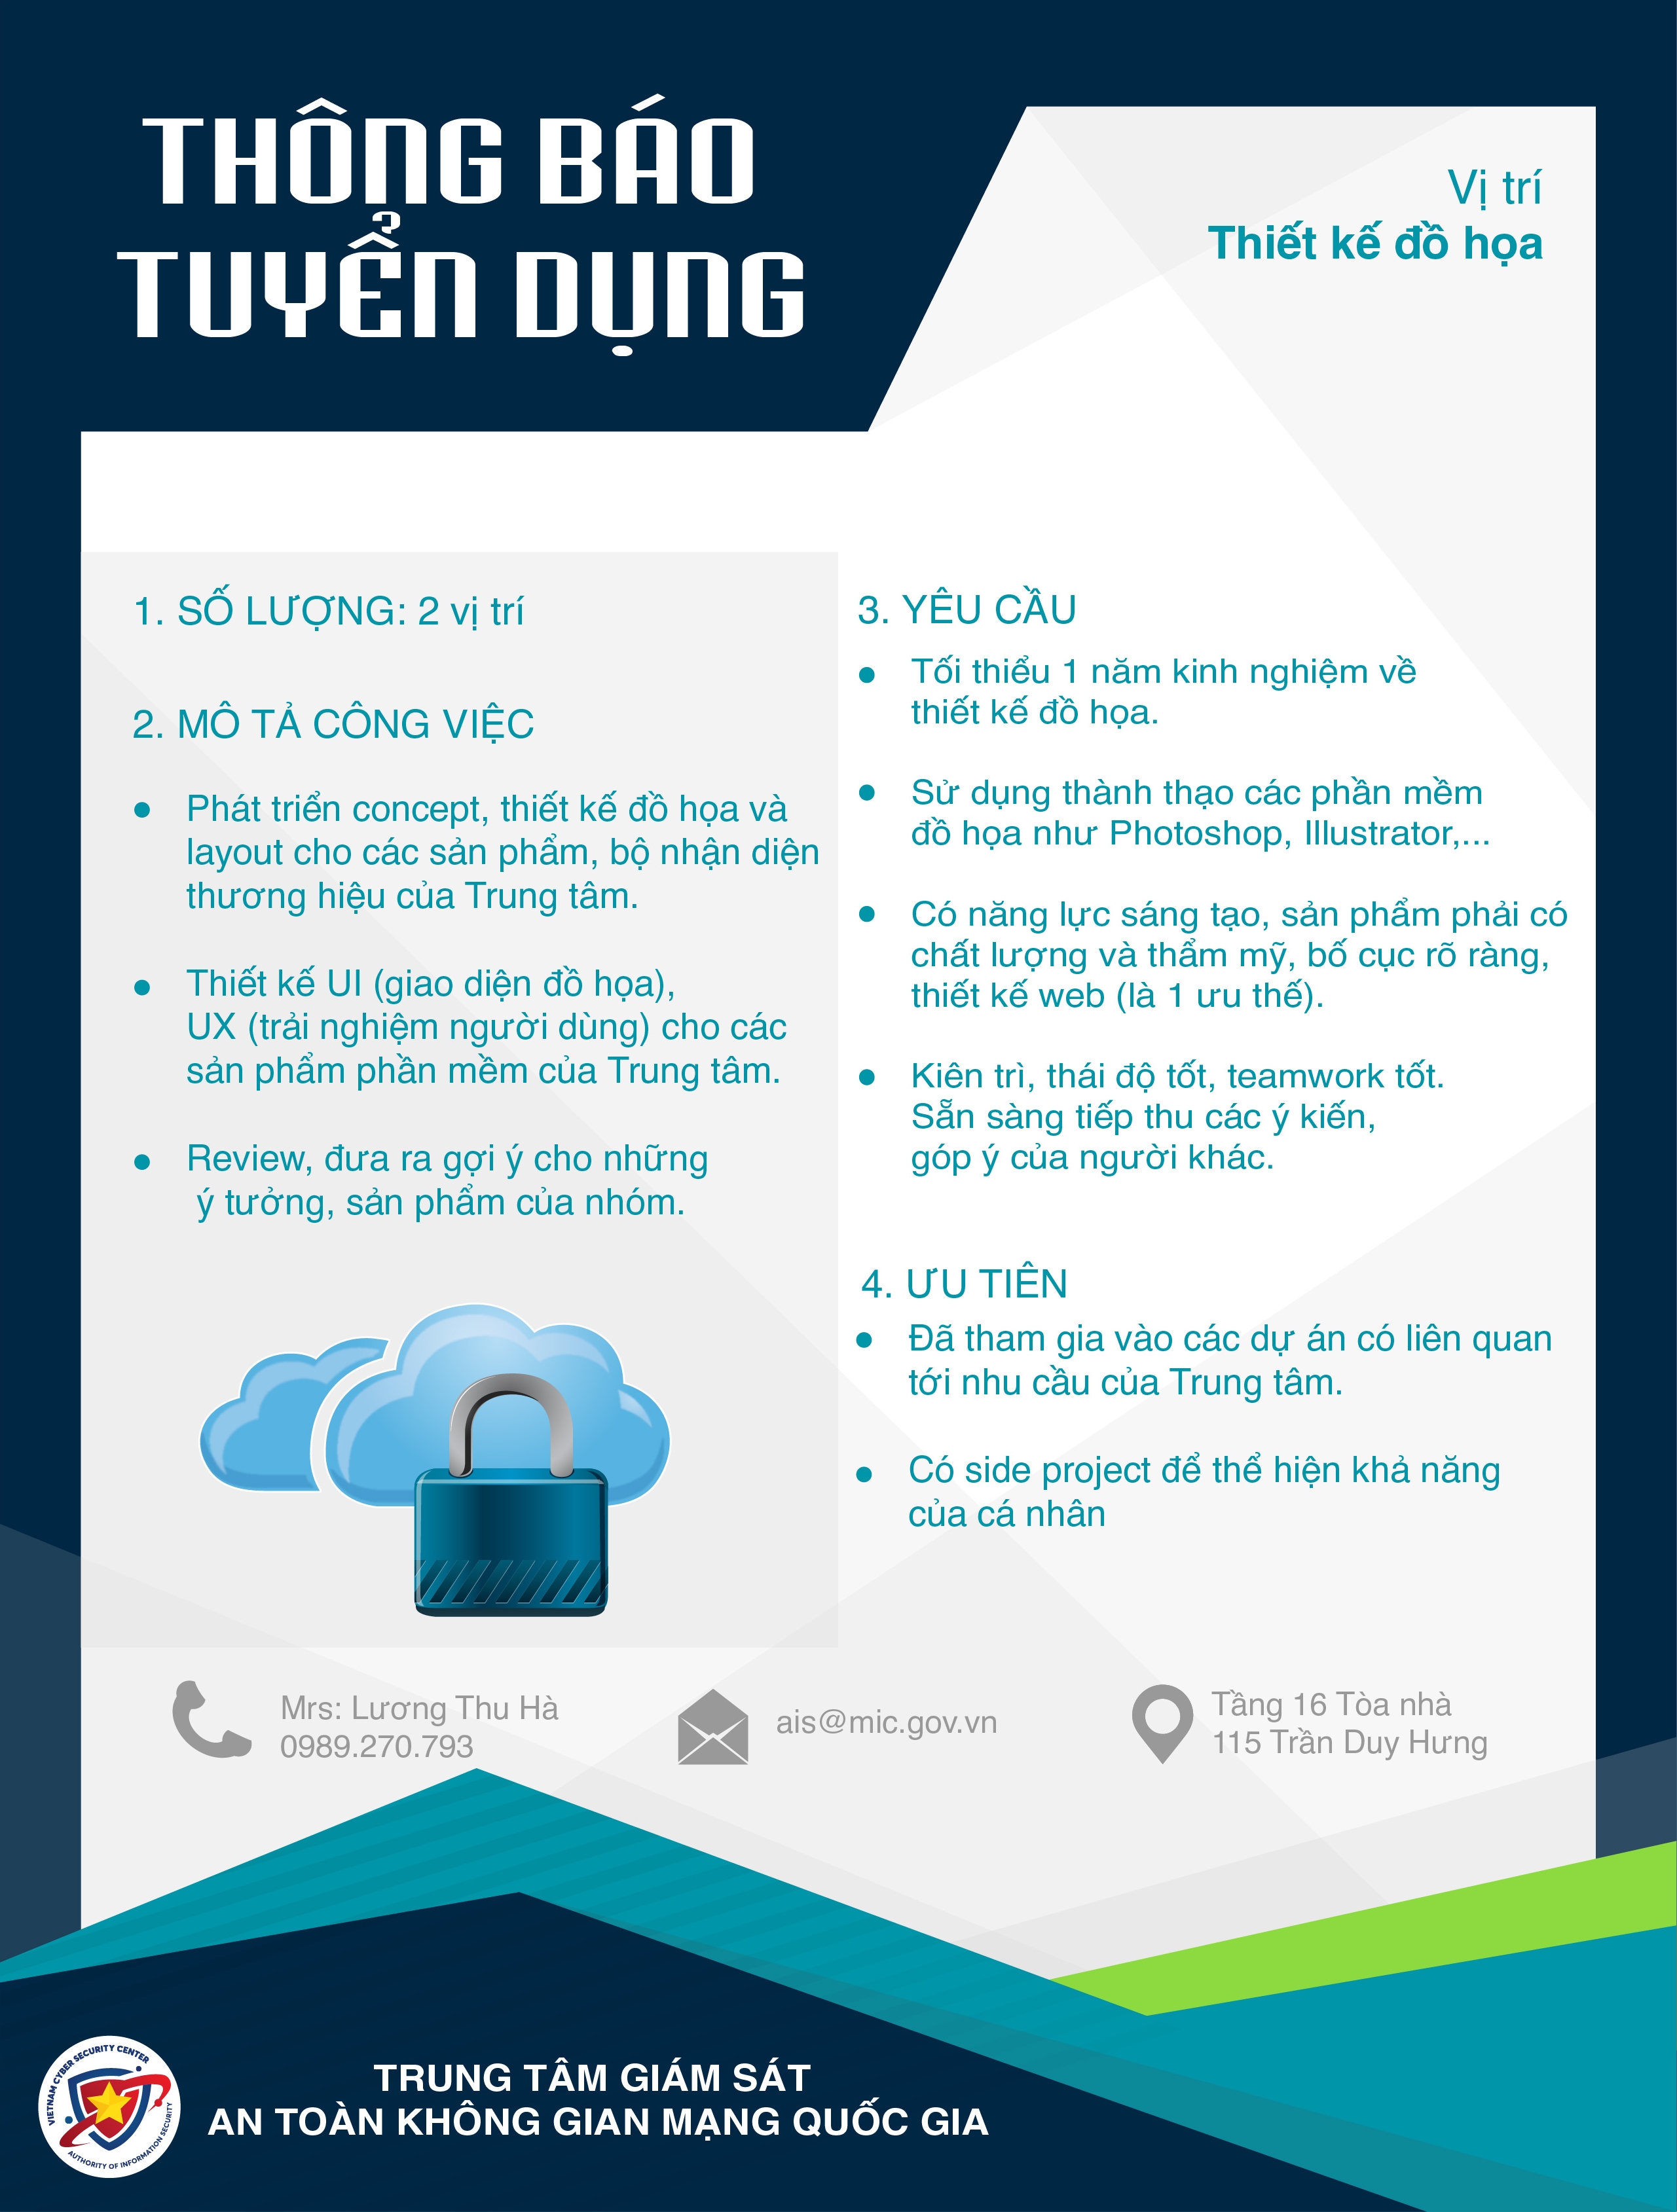 THÔNG BÁO
TUYỂN DỤNG
Vị trí
Thiết kế đồ họa
1. SỐ LƯỢNG: 2 vị trí
2. MÔ TẢ CÔNG VIỆC
Phát triển concept, thiết kế đồ họa và
layout cho các sản phẩm, bộ nhận diện
thương hiệu của Trung tâm.
Thiết kế UI (giao diện đồ họa),
UX (trải nghiệm người dùng) cho các
sản phẩm phần mềm của Trung tâm.
Review, đưa ra gợi ý cho những
ý tưởng, sản phẩm của nhóm.
3. YÊU CẦU
Tối thiểu 1 năm kinh nghiệm về
thiết kế đồ họa.
Sử dụng thành thạo các phần mềm
đồ họa như Photoshop, Illustrator,...
Có năng lực sáng tạo, sản phẩm phải có
chất lượng và thẩm mỹ, bố cục rõ ràng,
thiết kế web (là 1 ưu thế).
Kiên trì, thái độ tốt, teamwork tốt.
Sẵn sàng tiếp thu các ý kiến,
góp ý của người khác.
4. ƯU TIÊN
Đã tham gia vào các dự án có liên quan
tới nhu cầu của Trung tâm.
Có side project để thể hiện khả năng
của cá nhân
Mrs: Lương Thu Hà
0989.270.793
ais@mic.gov.vn
Tầng 16 Tòa nhà
115 Trần Duy Hưng
VIETNAM CYBER SECURITY CENTER
AUTHORITY OF INFORMATION SECURITY
TRUNG TÂM GIÁM SÁT
AN TOÀN KHÔNG GIAN MẠNG QUỐC GIA